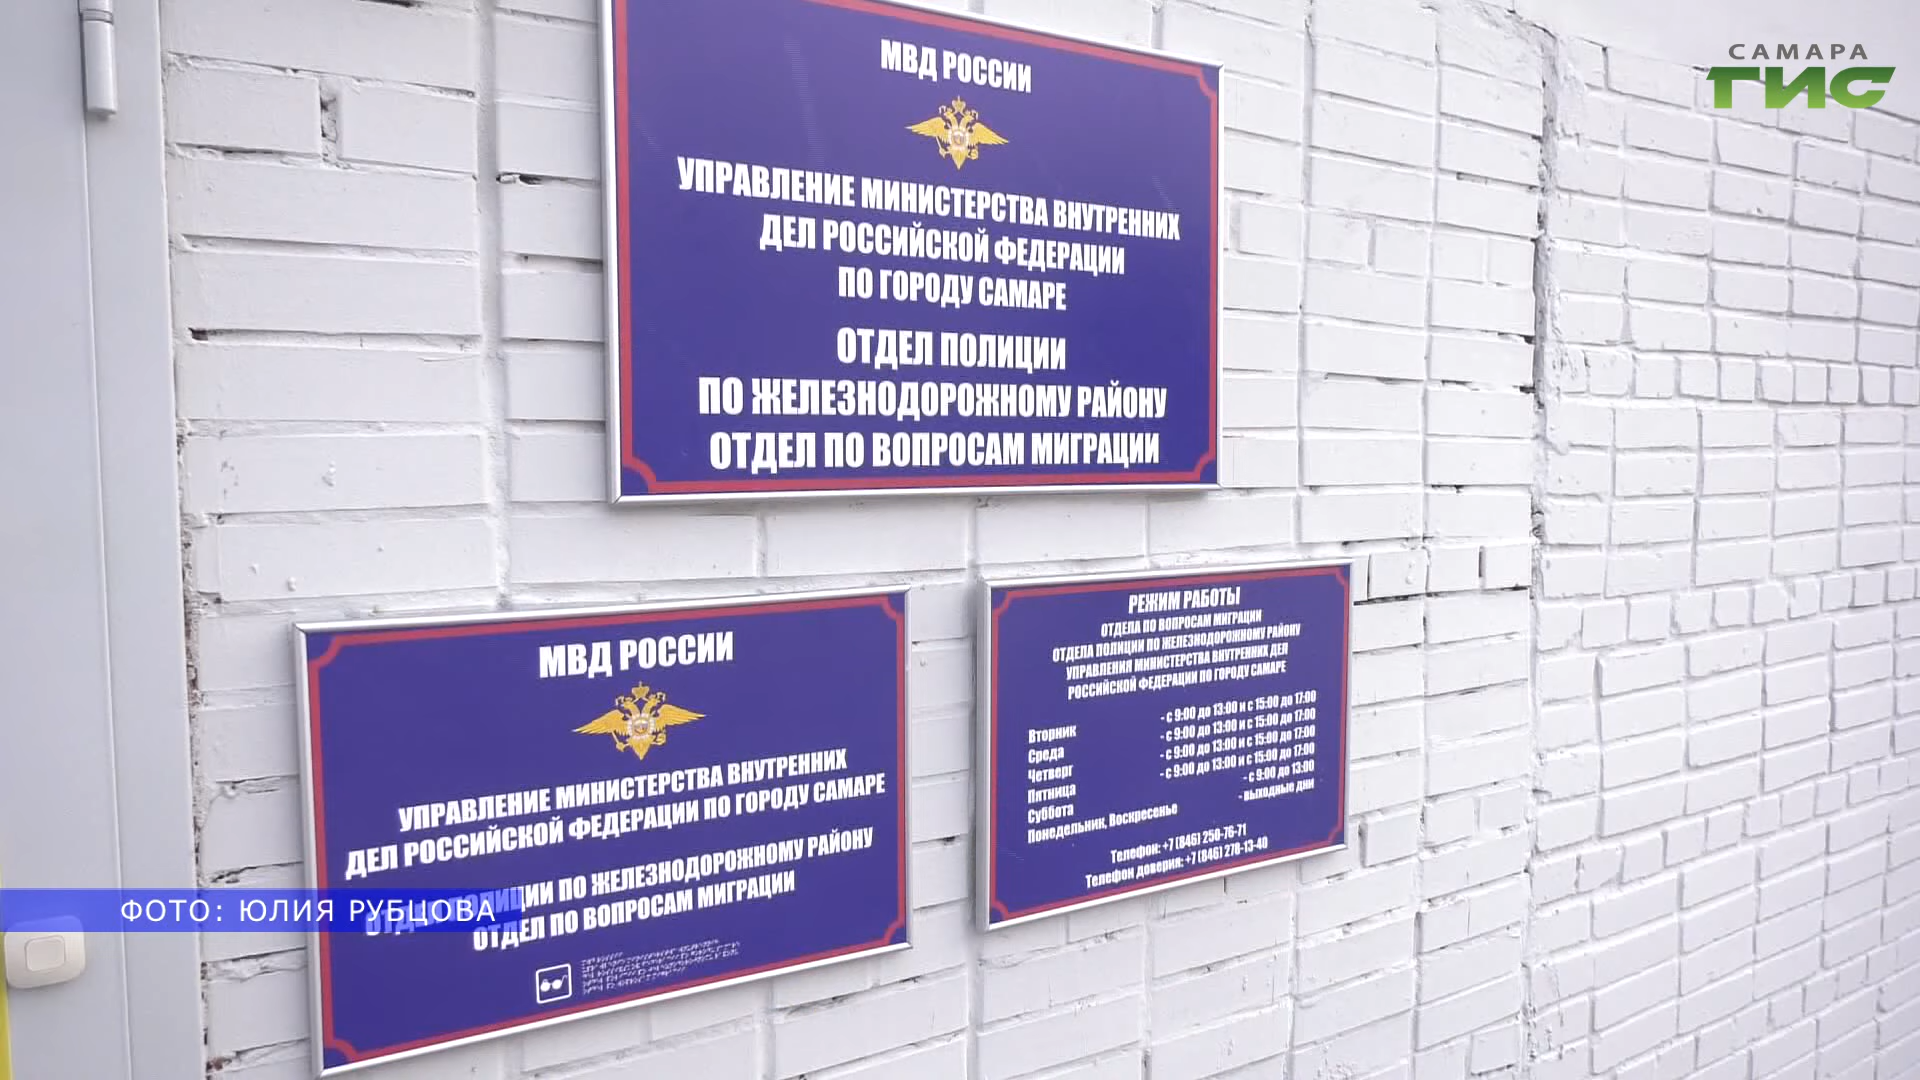 САМАРА
ГИС
МВД РОССИИ
УПРАВЛЕНИЕ МИНИСТЕРСТВА ВНУТРЕННИХ
ДЕЛ РОССИЙСКОЙ ФЕДЕРАЦИИ
ПО ГОРОДУ САМАРЕ
ОТДЕЛ ПОЛИЦИИ
ПО ЖЕЛЕЗНОДОРОЖНОМУ РАЙОНУ
ОТДЕЛ ПО ВОПРОСАМ МИГРАЦИИ
МВД РОССИИ
УПРАВЛЕНИЕ МИНИСТЕРСТВА ВНУТРЕННИХ
ДЕЛ РОССИЙСКОЙ ФЕДЕРАЦИИ ПО ГОРОДУ САМАРЕ
ОТДЕЛ ПОЛИЦИИ ПО ЖЕЛЕЗНОДОРОЖНОМУ РАЙОНУ
ОТДЕЛ ПО ВОПРОСАМ МИГРАЦИИ
РЕЖИМ РАБОТЫ
ОТДЕЛА ПО ВОПРОСАМ МИГРАЦИИ
ОТДЕЛА ПОЛИЦИИ ПО ЖЕЛЕЗНОДОРОЖНОМУ РАЙОНУ
УПРАВЛЕНИЯ МИНИСТЕРСТВА ВНУТРЕННИХ ДЕЛ
РОССИЙСКОЙ ФЕДЕРАЦИИ ПО ГОРОДУ САМАРЕ
Вторник - с 9:00 до 13:00 и с 15:00 до 17:00
Среда - с 9:00 до 13:00 и с 15:00 до 17:00
Четверг - с 9:00 до 13:00 и с 15:00 до 17:00
Пятница - с 9:00 до 13:00 и с 15:00 до 17:00
Суббота - с 9:00 до 13:00
Понедельник, Воскресенье - выходные дни
Телефон: +7 (846) 250-76-71
Телефон доверия: +7 (846) 278-13-40
ФОТО: ЮЛИЯ РУБЦОВА